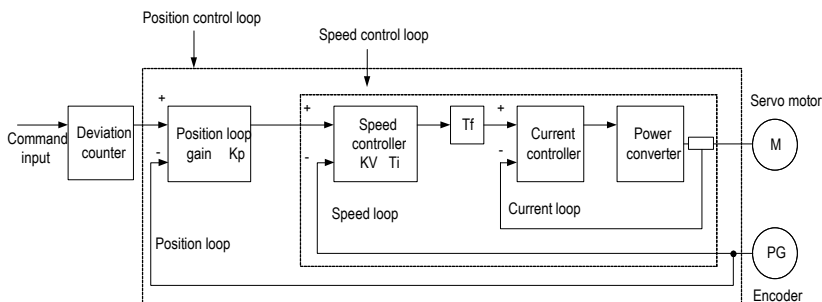 Position control loop
Speed control loop
Servo motor
Command
input
Deviation
counter
+
-
Position loop
gain Kp
+
-
Speed
controller
KV Ti
Tf
+
-
Current
controller
Power
converter
M
Speed loop
Current loop
Position loop
PG
Encoder